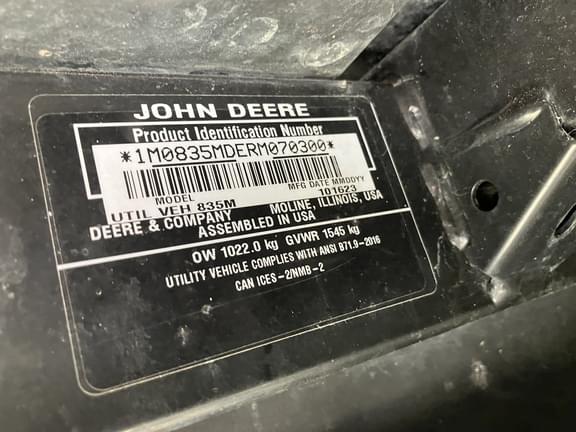 JOHN DEERE
Product Identification Number
*1M0835MDERM070300*
MODEL MFG DATE MMDDYY
UTIL VEH 835M 101623
DEERE & COMPANY MOLINE, ILLINOIS, USA
ASSEMBLED IN USA
OW 1022.0 kg GVWR 1545 kg
UTILITY VEHICLE COMPLIES WITH ANSI B71.9-2016
CAN ICES-2/NMB-2